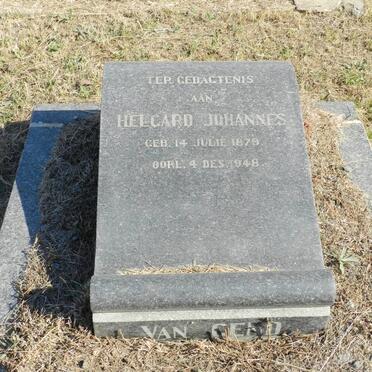 TER GEDAGTENIS
AAN
HELGARD JOHANNES
GEB. 14 JULIE 1879
OORL. 4 DES. 1948
VAN